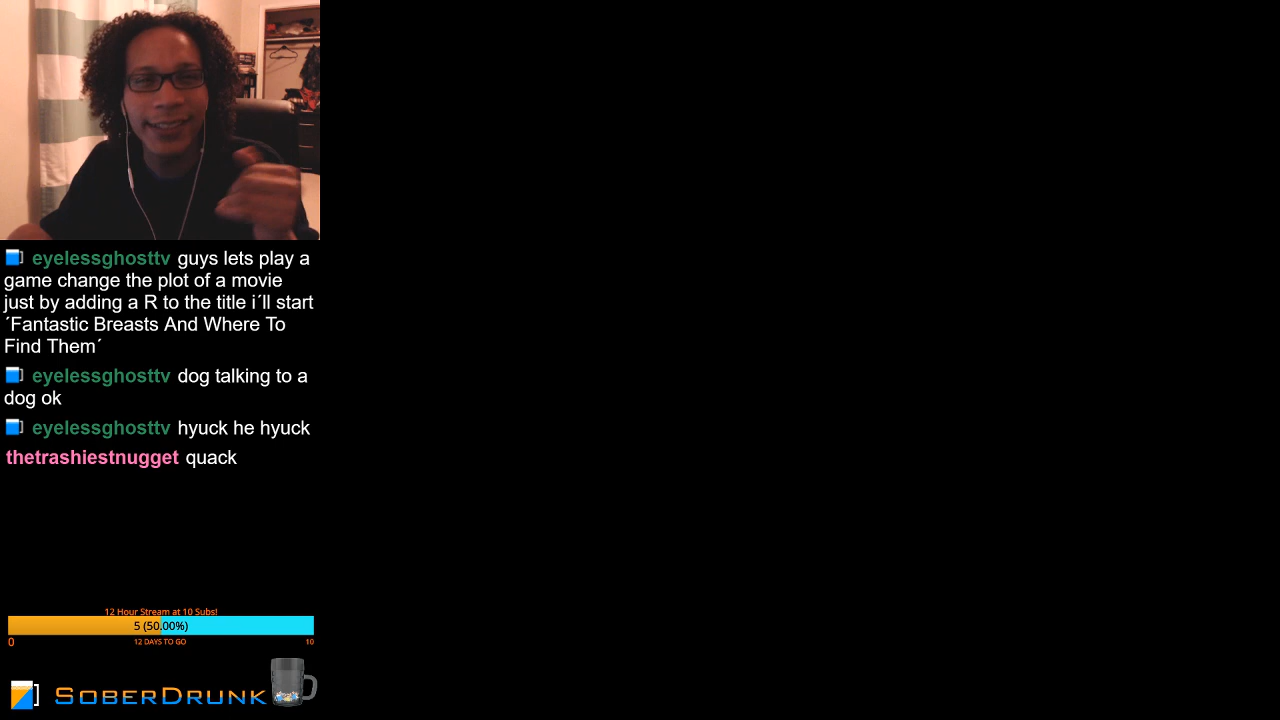 eyelessghosttv guys lets play a
game change the plot of a movie
just by adding a R to the title i´ll start
´Fantastic Breasts And Where To
Find Them´
eyelessghosttv dog talking to a
dog ok
eyelessghosttv hyuck he hyuck
thetrashiestnugget quack
12 Hour Stream at 10 Subs!
5 (50.00%)
0 12 DAYS TO GO 10
SOBERDRUNK